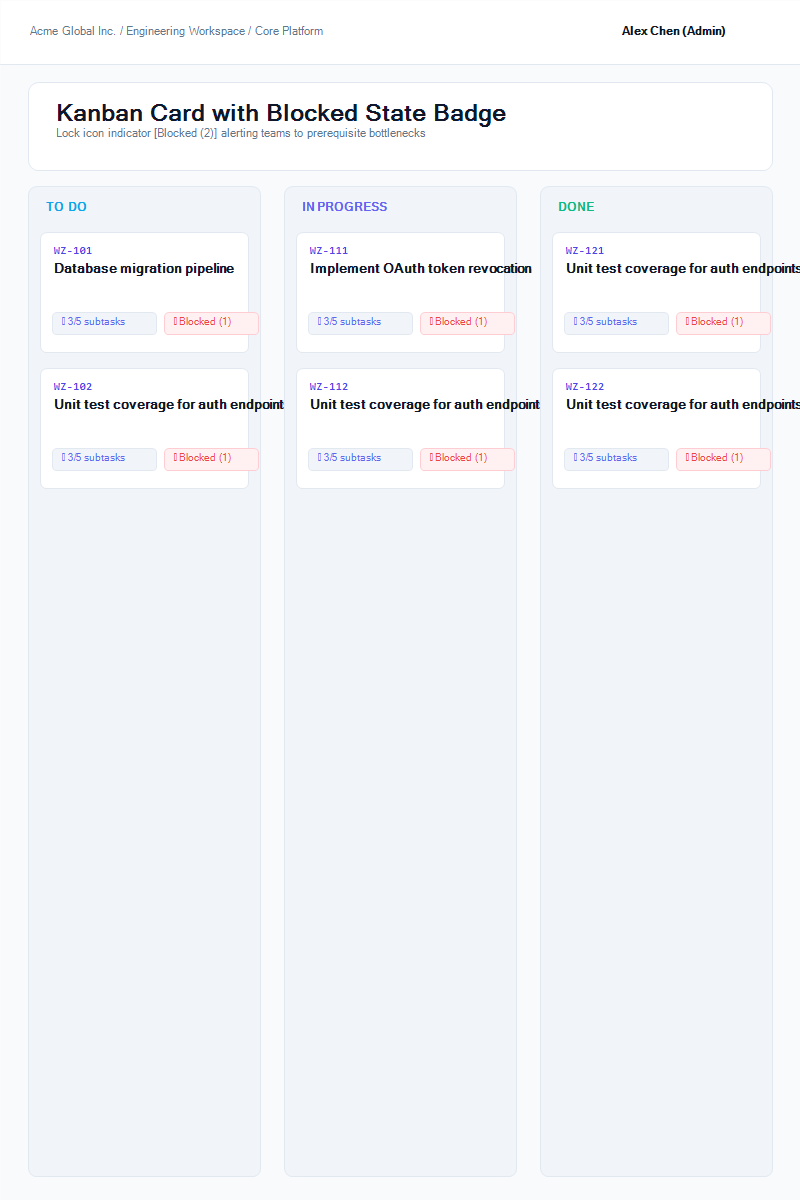 Acme Global Inc. / Engineering Workspace / Core Platform
Alex Chen (Admin)
Kanban Card with Blocked State Badge
Lock icon indicator [Blocked (2)] alerting teams to prerequisite bottlenecks
TO DO
WZ-101
Database migration pipeline
3/5 subtasks
Blocked (1)
WZ-102
Unit test coverage for auth endpoint
3/5 subtasks
Blocked (1)
IN PROGRESS
WZ-111
Implement OAuth token revocation
3/5 subtasks
Blocked (1)
WZ-112
Unit test coverage for auth endpoint
3/5 subtasks
Blocked (1)
DONE
WZ-121
Unit test coverage for auth endpoints
3/5 subtasks
Blocked (1)
WZ-122
Unit test coverage for auth endpoints
3/5 subtasks
Blocked (1)